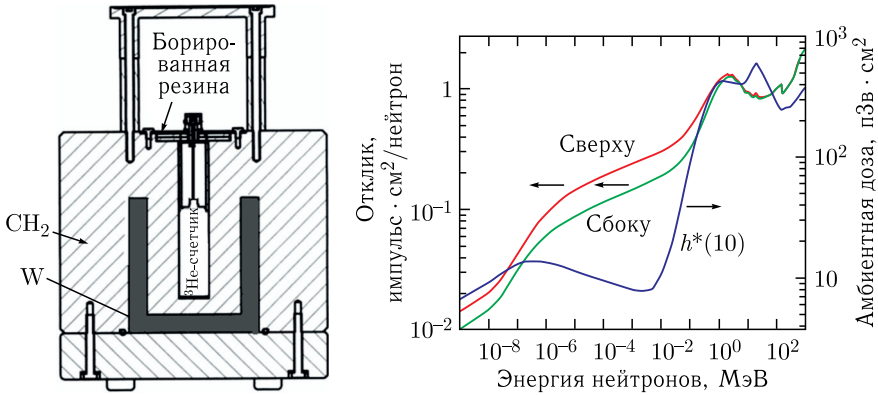 Бориро-
ванная
резина
CH₂
W
³He-счетчик
Отклик,
импульс · см²/нейтрон
1
10⁻¹
10⁻²
Сверху
Сбоку
h*(10)
10³
10²
10
Амбиентная доза, пЗв · см²
10⁻⁸ 10⁻⁶ 10⁻⁴ 10⁻² 10⁰ 10²
Энергия нейтронов, МэВ